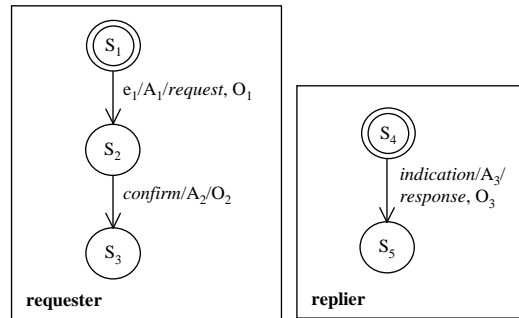 S₁
e₁/A₁/request, O₁
S₂
confirm/A₂/O₂
S₃
requester
S₄
indication/A₃/
response, O₃
S₅
replier